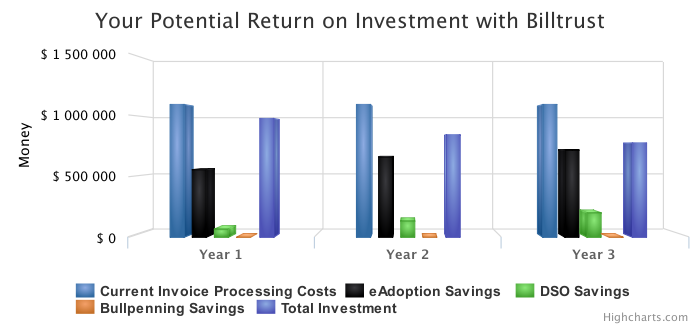 Your Potential Return on Investment with Billtrust
$ 1 500 000
$ 1 000 000
$ 500 000
$ 0
Money
Year 1
Year 2
Year 3
Current Invoice Processing Costs eAdoption Savings DSO Savings
Bullpenning Savings Total Investment
Highcharts.com